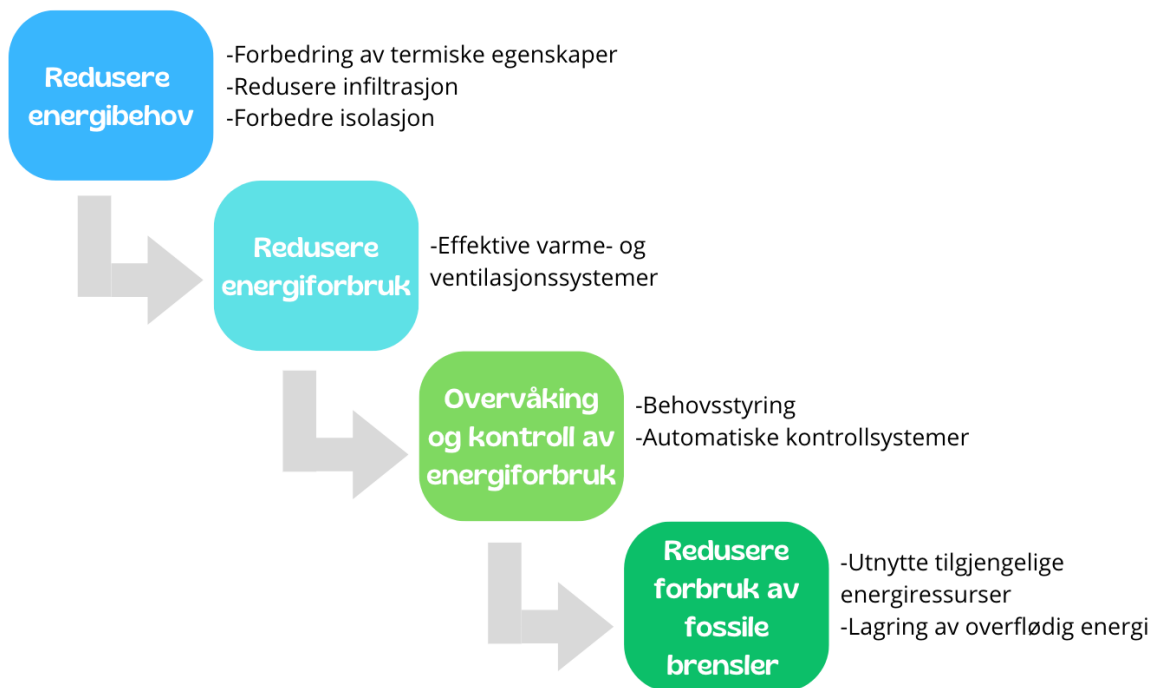 Redusere
energibehov
-Forbedring av termiske egenskaper
-Redusere infiltrasjon
-Forbedre isolasjon
Redusere
energiforbruk
-Effektive varme- og
ventilasjonssystemer
Overvåking
og kontroll av
energiforbruk
-Behovsstyring
-Automatiske kontrollsystemer
Redusere
forbruk av
fossile
brensler
-Utnytte tilgjengelige
energiressurser
-Lagring av overflødig energi